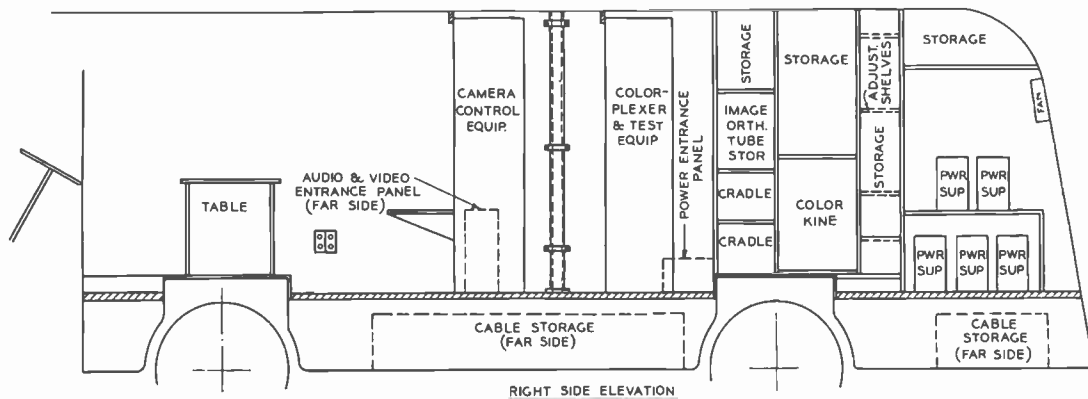 STORAGE
STORAGE
STORAGE
ADJUST.
SHELVES
FAN
CAMERA
CONTROL
EQUIP.
COLOR-
PLEXER
& TEST
EQUIP
POWER ENTRANCE
PANEL
IMAGE
ORTH.
TUBE
STOR
STORAGE
AUDIO & VIDEO
ENTRANCE PANEL
(FAR SIDE)
TABLE
CRADLE
CRADLE
COLOR
KINE
PWR
SUP
PWR
SUP
PWR
SUP
PWR
SUP
PWR
SUP
CABLE STORAGE
(FAR SIDE)
CABLE
STORAGE
(FAR SIDE)
RIGHT SIDE ELEVATION